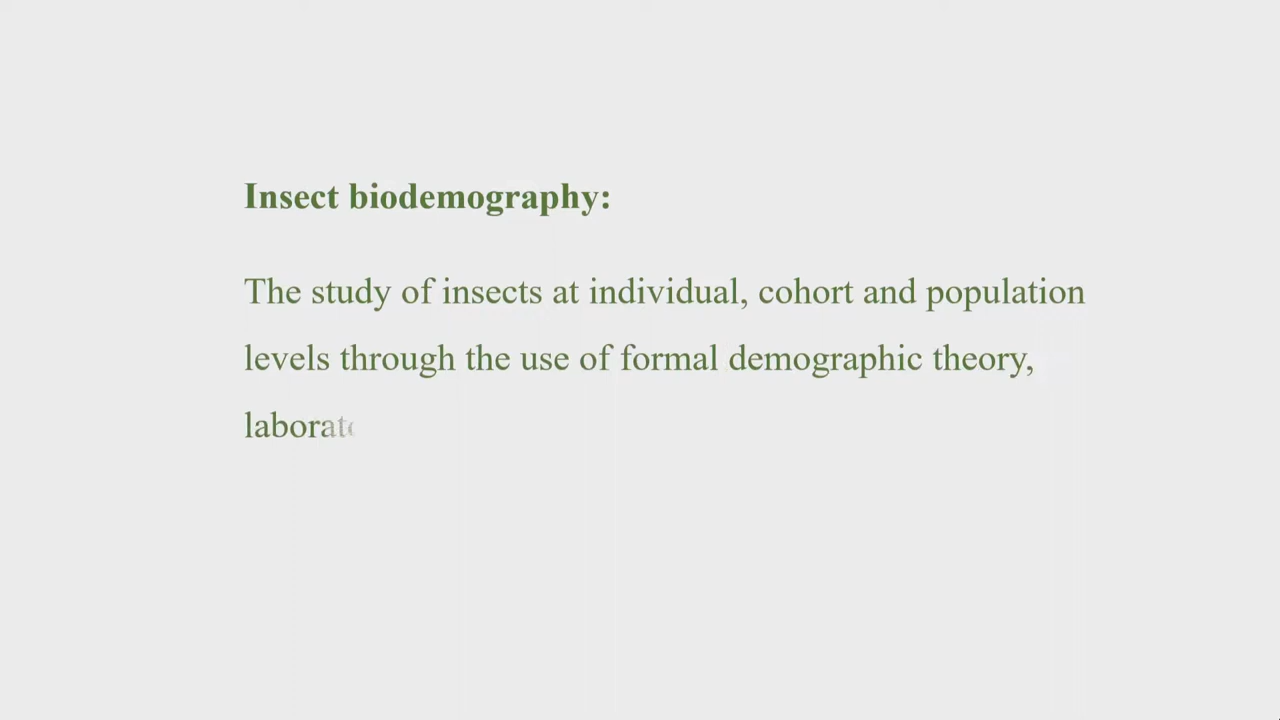 Insect biodemography:
The study of insects at individual, cohort and population
levels through the use of formal demographic theory,